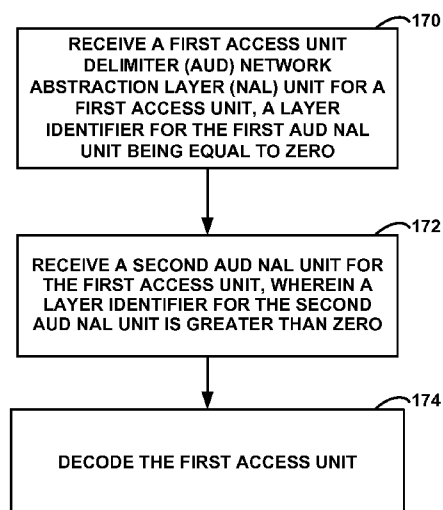 170
RECEIVE A FIRST ACCESS UNIT
DELIMITER (AUD) NETWORK
ABSTRACTION LAYER (NAL) UNIT FOR A
FIRST ACCESS UNIT, A LAYER
IDENTIFIER FOR THE FIRST AUD NAL
UNIT BEING EQUAL TO ZERO
172
RECEIVE A SECOND AUD NAL UNIT FOR
THE FIRST ACCESS UNIT, WHEREIN A
LAYER IDENTIFIER FOR THE SECOND
AUD NAL UNIT IS GREATER THAN ZERO
174
DECODE THE FIRST ACCESS UNIT